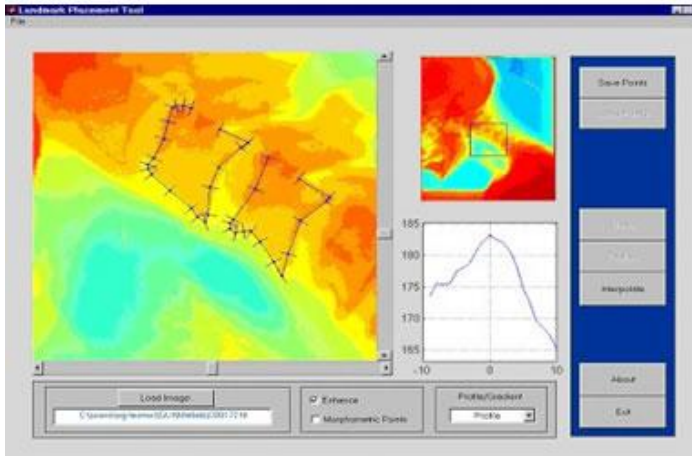 Landmark Placement Tool
File
Save Points
185
180
175
170
165
-10 0 10
Interpolate
Load Image...
Enhance
Morphometric Points
Profile/Gradient
Profile
About
Exit